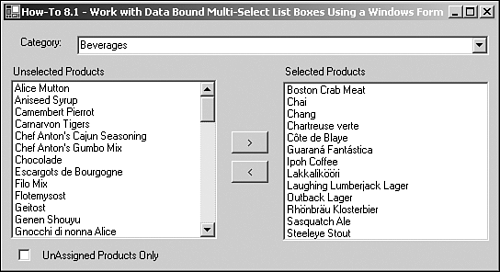 How-To 8.1 - Work with Data Bound Multi-Select List Boxes Using a Windows Form
Category:
Beverages
Unselected Products
Alice Mutton
Aniseed Syrup
Camembert Pierrot
Carnarvon Tigers
Chef Anton's Cajun Seasoning
Chef Anton's Gumbo Mix
Chocolade
Escargots de Bourgogne
Filo Mix
Flotemysost
Geitost
Genen Shouyu
Gnocchi di nonna Alice
>
<
Selected Products
Boston Crab Meat
Chai
Chang
Chartreuse verte
Côte de Blaye
Guaraná Fantástica
Ipoh Coffee
Lakkalikööri
Laughing Lumberjack Lager
Outback Lager
Rhönbräu Klosterbier
Sasquatch Ale
Steeleye Stout
UnAssigned Products Only